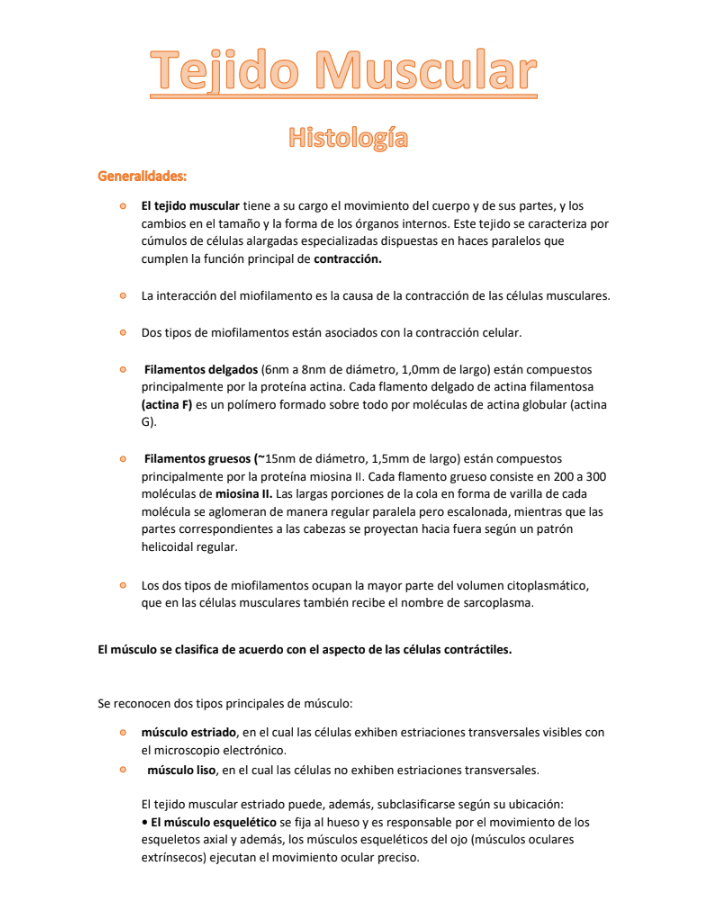 Tejido Muscular
Histología
Generalidades:
El tejido muscular tiene a su cargo el movimiento del cuerpo y de sus partes, y los
cambios en el tamaño y la forma de los órganos internos. Este tejido se caracteriza por
cúmulos de células alargadas especializadas dispuestas en haces paralelos que
cumplen la función principal de contracción.
La interacción del miofilamento es la causa de la contracción de las células musculares.
Dos tipos de miofilamentos están asociados con la contracción celular.
Filamentos delgados (6nm a 8nm de diámetro, 1,0mm de largo) están compuestos
principalmente por la proteína actina. Cada flamento delgado de actina filamentosa
(actina F) es un polímero formado sobre todo por moléculas de actina globular (actina
G).
Filamentos gruesos (~15nm de diámetro, 1,5mm de largo) están compuestos
principalmente por la proteína miosina II. Cada flamento grueso consiste en 200 a 300
moléculas de miosina II. Las largas porciones de la cola en forma de varilla de cada
molécula se aglomeran de manera regular paralela pero escalonada, mientras que las
partes correspondientes a las cabezas se proyectan hacia fuera según un patrón
helicoidal regular.
Los dos tipos de miofilamentos ocupan la mayor parte del volumen citoplasmático,
que en las células musculares también recibe el nombre de sarcoplasma.
El músculo se clasifica de acuerdo con el aspecto de las células contráctiles.
Se reconocen dos tipos principales de músculo:
músculo estriado, en el cual las células exhiben estriaciones transversales visibles con
el microscopio electrónico.
músculo liso, en el cual las células no exhiben estriaciones transversales.
El tejido muscular estriado puede, además, subclasificarse según su ubicación:
• El músculo esquelético se fija al hueso y es responsable por el movimiento de los
esqueletos axial y además, los músculos esqueléticos del ojo (músculos oculares
extrínsecos) ejecutan el movimiento ocular preciso.